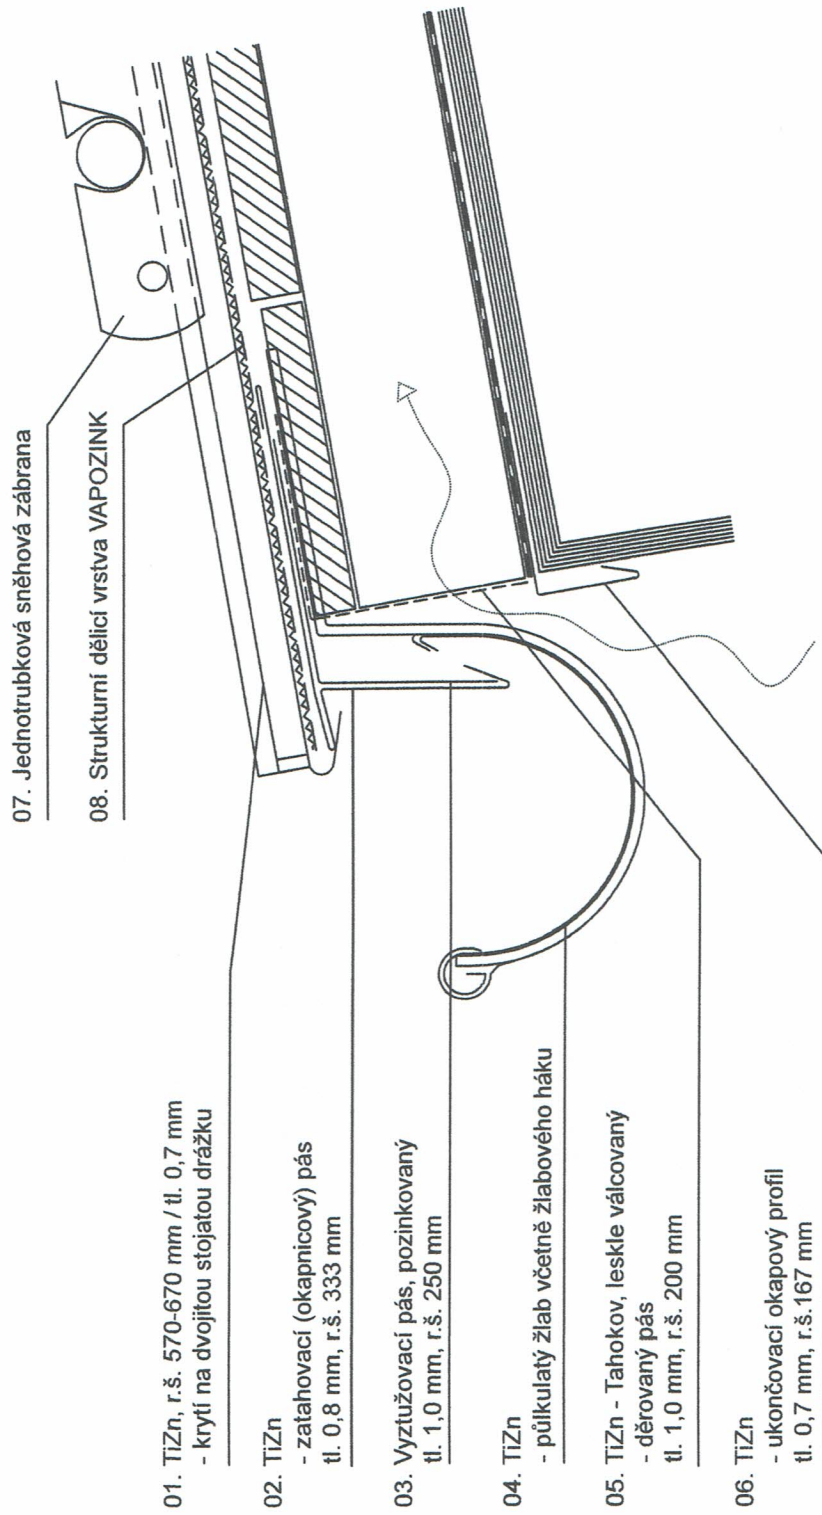 07. Jednotrubková sněhová zábrana
08. Strukturní dělicí vrstva VAPOZINK
01. TiZn, r.š. 570-670 mm / tl. 0,7 mm
- krytí na dvojitou stojatou drážku
02. TiZn
- zatahovací (okapnicový) pás
tl. 0,8 mm, r.š. 333 mm
03. Vyztužovací pás, pozinkovaný
tl. 1,0 mm, r.š. 250 mm
04. TiZn
- půlkulatý žlab včetně žlabového háku
05. TiZn - Tahokov, leskle válcovaný
- děrovaný pás
tl. 1,0 mm, r.š. 200 mm
06. TiZn
- ukončovací okapový profil
tl. 0,7 mm, r.š.167 mm